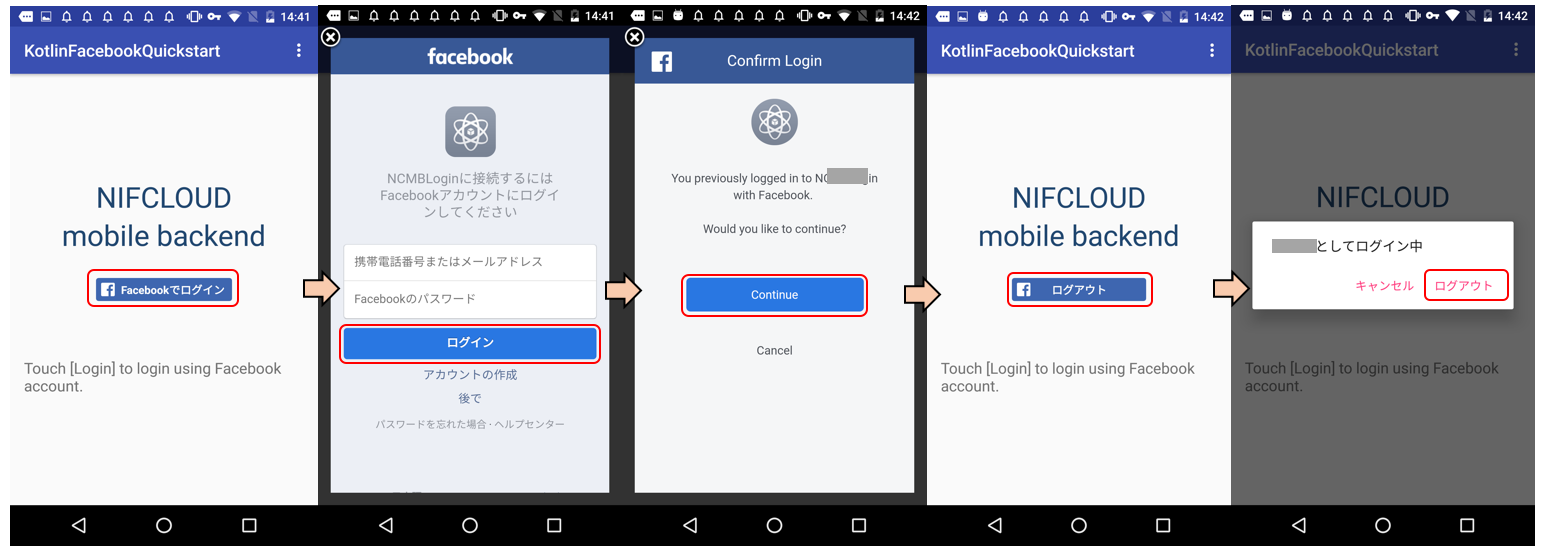 14:41
KotlinFacebookQuickstart
NIFCLOUD
mobile backend
Facebookでログイン
Touch [Login] to login using Facebook
account.
14:41
facebook
NCMBLoginに接続するには
Facebookアカウントにログイ
ンしてください
携帯電話番号またはメールアドレス
Facebookのパスワード
ログイン
アカウントの作成
後で
パスワードを忘れた場合・ヘルプセンター
14:42
Confirm Login
You previously logged in to NC in
with Facebook.
Would you like to continue?
Continue
Cancel
14:42
KotlinFacebookQuickstart
NIFCLOUD
mobile backend
ログアウト
Touch [Login] to login using Facebook
account.
14:42
KotlinFacebookQuickstart
NIFCLOUD
としてログイン中
キャンセル
ログアウト
Touch [Login] to login using Facebook
account.